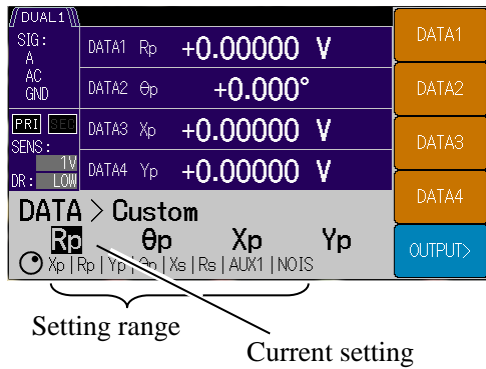 DUAL1
SIG:
A
AC
GND
DATA1 Rp +0.00000 V
DATA2 θp +0.000°
DATA3 Xp +0.00000 V
DATA4 Yp +0.00000 V
PRI SEC
SENS:
1V
DR: LOW
DATA > Custom
Rp θp Xp Yp
Xp | Rp | Yp | θp | Xs | Rs | AUX1 | NOIS
DATA1
DATA2
DATA3
DATA4
OUTPUT>
Setting range
Current setting